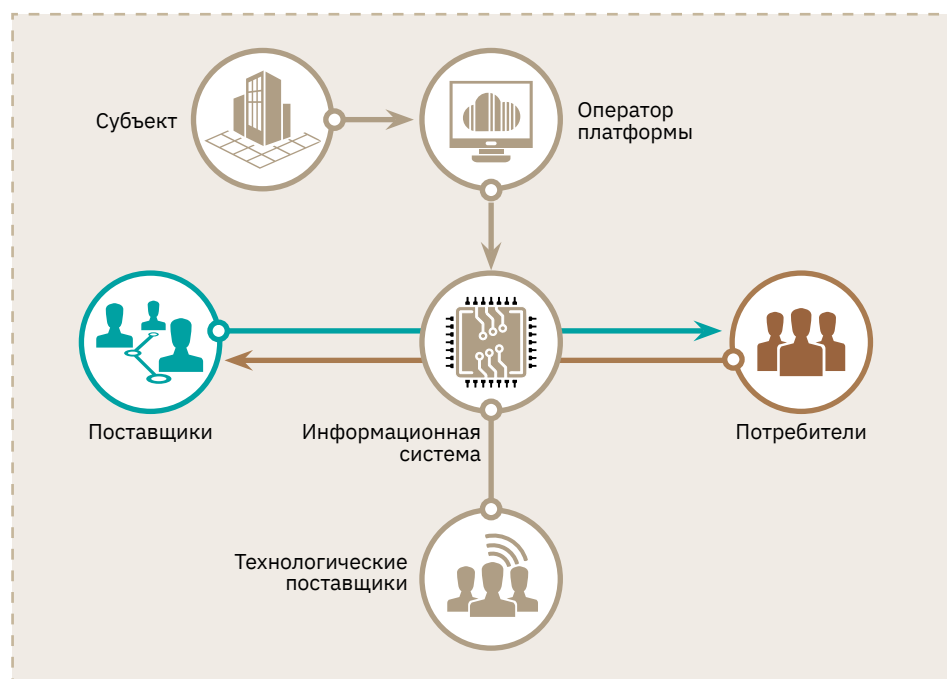 Субъект
Оператор
платформы
Поставщики
Информационная
система
Потребители
Технологические
поставщики